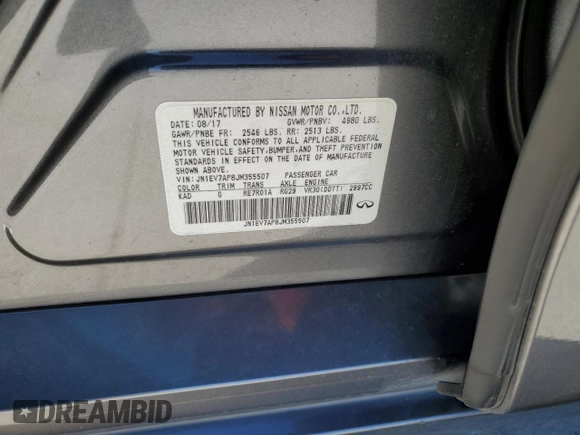 MANUFACTURED BY NISSAN MOTOR CO.,LTD.
DATE: 08/17 GVWR/PNBV: 4980 LBS.
GAWR/PNBE FR: 2546 LBS, RR: 2513 LBS.
THIS VEHICLE CONFORMS TO ALL APPLICABLE FEDERAL
MOTOR VEHICLE SAFETY,BUMPER,AND THEFT PREVENTION
STANDARDS IN EFFECT ON THE DATE OF MANUFACTURE
SHOWN ABOVE.
VIN: JN1EV7AP8JM355507 PASSENGER CAR
COLOR TRIM TRANS AXLE ENGINE
KAD G RE7R01A RG29 VR30(DDTT) 2997CC
JN1EV7AP8JM355507
INFINITI
DREAMBID